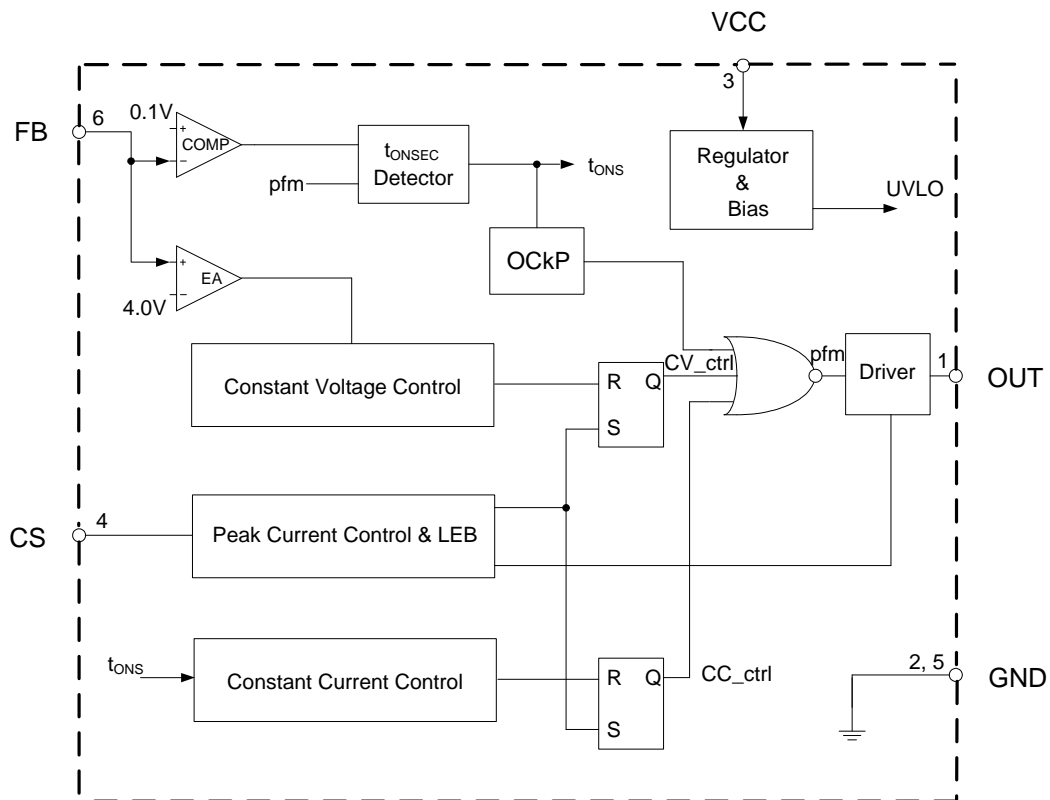 VCC
3
FB
6
0.1V
+
COMP
−
tONSEC
Detector
pfm
tONS
Regulator
&
Bias
UVLO
OCkP
+
EA
4.0V
−
Constant Voltage Control
R
Q
S
CV_ctrl
pfm
Driver
1
OUT
CS
4
Peak Current Control & LEB
tONS
Constant Current Control
R
Q
S
CC_ctrl
2, 5
GND